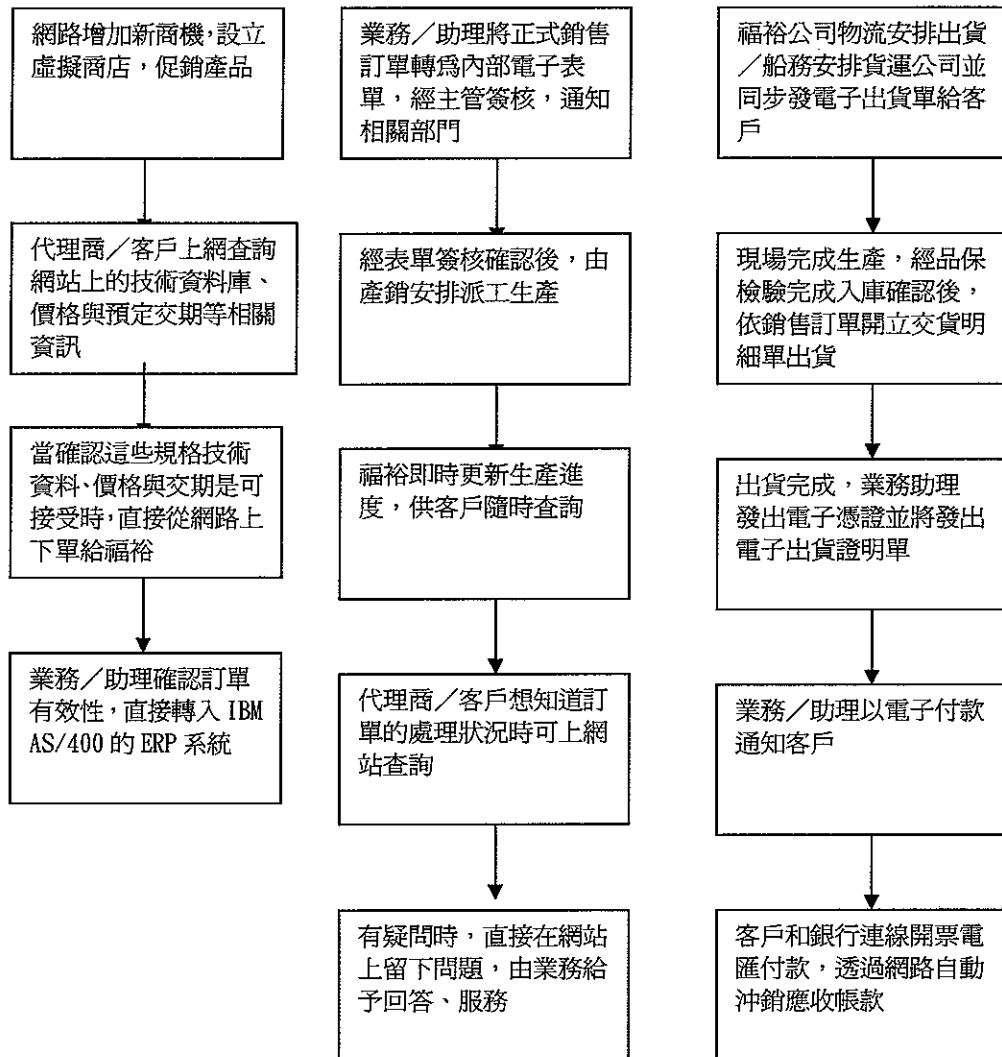 網路增加新商機，設立
虛擬商店，促銷產品
代理商／客戶上網查詢
網站上的技術資料庫、
價格與預定交期等相關
資訊
當確認這些規格技術
資料、價格與交期是可
接受時，直接從網路上
下單給福裕
業務／助理確認訂單
有效性，直接轉入 IBM
AS/400 的 ERP 系統
業務／助理將正式銷售
訂單轉為內部電子表
單，經主管簽核，通知
相關部門
經表單簽核確認後，由
產銷安排派工生產
福裕即時更新生產進
度，供客戶隨時查詢
代理商／客戶想知道訂
單的處理狀況時可上網
站查詢
有疑問時，直接在網站
上留下問題，由業務給
予回答、服務
福裕公司物流安排出貨
／船務安排貨運公司並
同步發電子出貨單給客
戶
現場完成生產，經品保
檢驗完成入庫確認後，
依銷售訂單開立交貨明
細單出貨
出貨完成，業務助理
發出電子憑證並將發出
電子出貨證明單
業務／助理以電子付款
通知客戶
客戶和銀行連線開票電
匯付款，透過網路自動
沖銷應收帳款